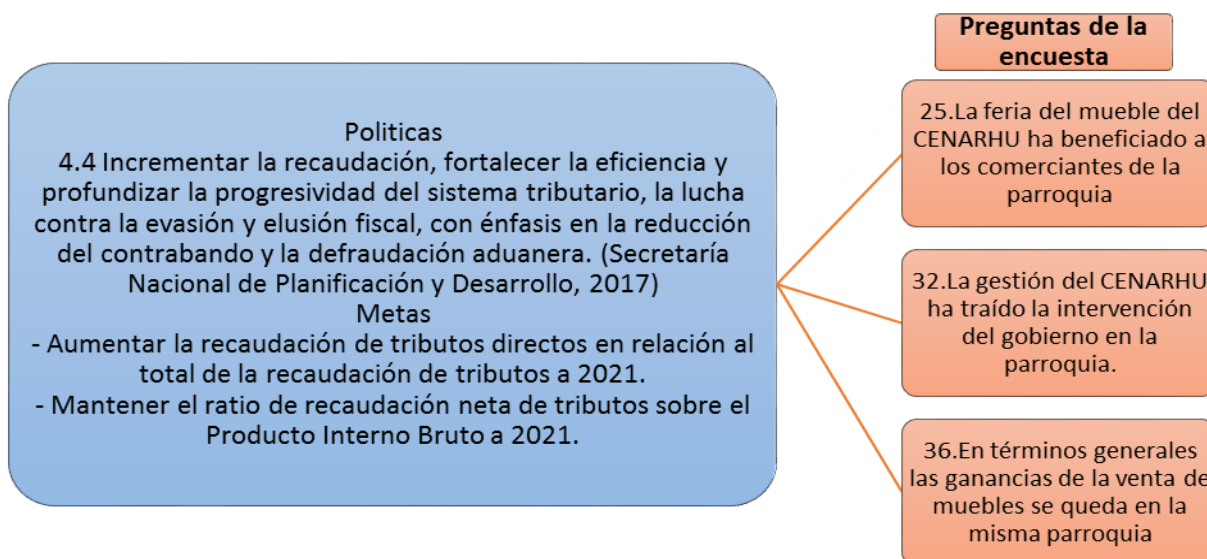 Politicas
4.4 Incrementar la recaudación, fortalecer la eficiencia y
profundizar la progresividad del sistema tributario, la lucha
contra la evasión y elusión fiscal, con énfasis en la reducción
del contrabando y la defraudación aduanera. (Secretaría
Nacional de Planificación y Desarrollo, 2017)
Metas
- Aumentar la recaudación de tributos directos en relación al
total de la recaudación de tributos a 2021.
- Mantener el ratio de recaudación neta de tributos sobre el
Producto Interno Bruto a 2021.
Preguntas de la
encuesta
25.La feria del mueble del
CENARHU ha beneficiado a
los comerciantes de la
parroquia
32.La gestión del CENARHU
ha traído la intervención
del gobierno en la
parroquia.
36.En términos generales
las ganancias de la venta de
muebles se queda en la
misma parroquia